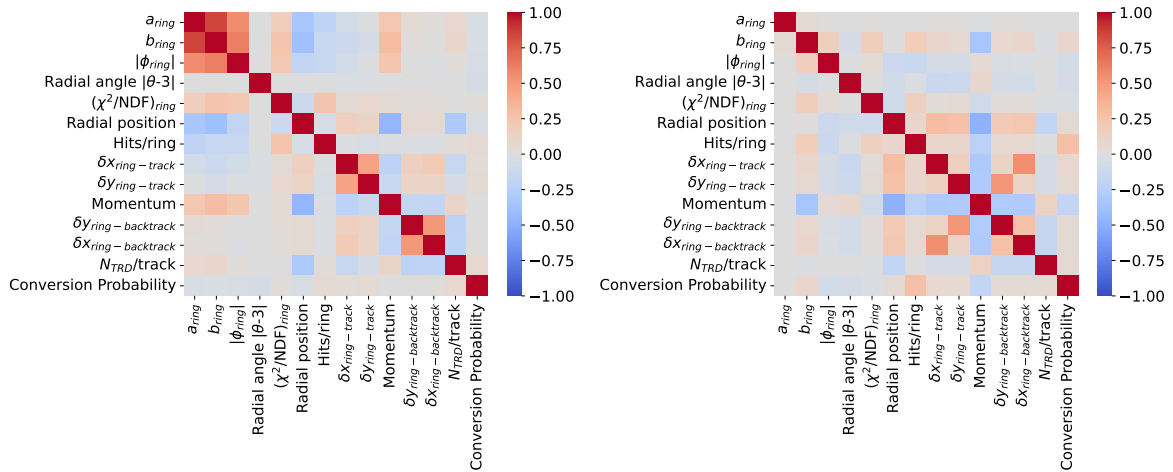 a_ring
b_ring
|ϕ_ring|
Radial angle |θ-3|
(χ²/NDF)_ring
Radial position
Hits/ring
δx_ring−track
δy_ring−track
Momentum
δy_ring−backtrack
δx_ring−backtrack
N_TRD/track
Conversion Probability
a_ring
b_ring
|ϕ_ring|
Radial angle |θ-3|
(χ²/NDF)_ring
Radial position
Hits/ring
δx_ring−track
δy_ring−track
Momentum
δy_ring−backtrack
δx_ring−backtrack
N_TRD/track
Conversion Probability
1.00
0.75
0.50
0.25
0.00
−0.25
−0.50
−0.75
−1.00
a_ring
b_ring
|ϕ_ring|
Radial angle |θ-3|
(χ²/NDF)_ring
Radial position
Hits/ring
δx_ring−track
δy_ring−track
Momentum
δy_ring−backtrack
δx_ring−backtrack
N_TRD/track
Conversion Probability
a_ring
b_ring
|ϕ_ring|
Radial angle |θ-3|
(χ²/NDF)_ring
Radial position
Hits/ring
δx_ring−track
δy_ring−track
Momentum
δy_ring−backtrack
δx_ring−backtrack
N_TRD/track
Conversion Probability
1.00
0.75
0.50
0.25
0.00
−0.25
−0.50
−0.75
−1.00